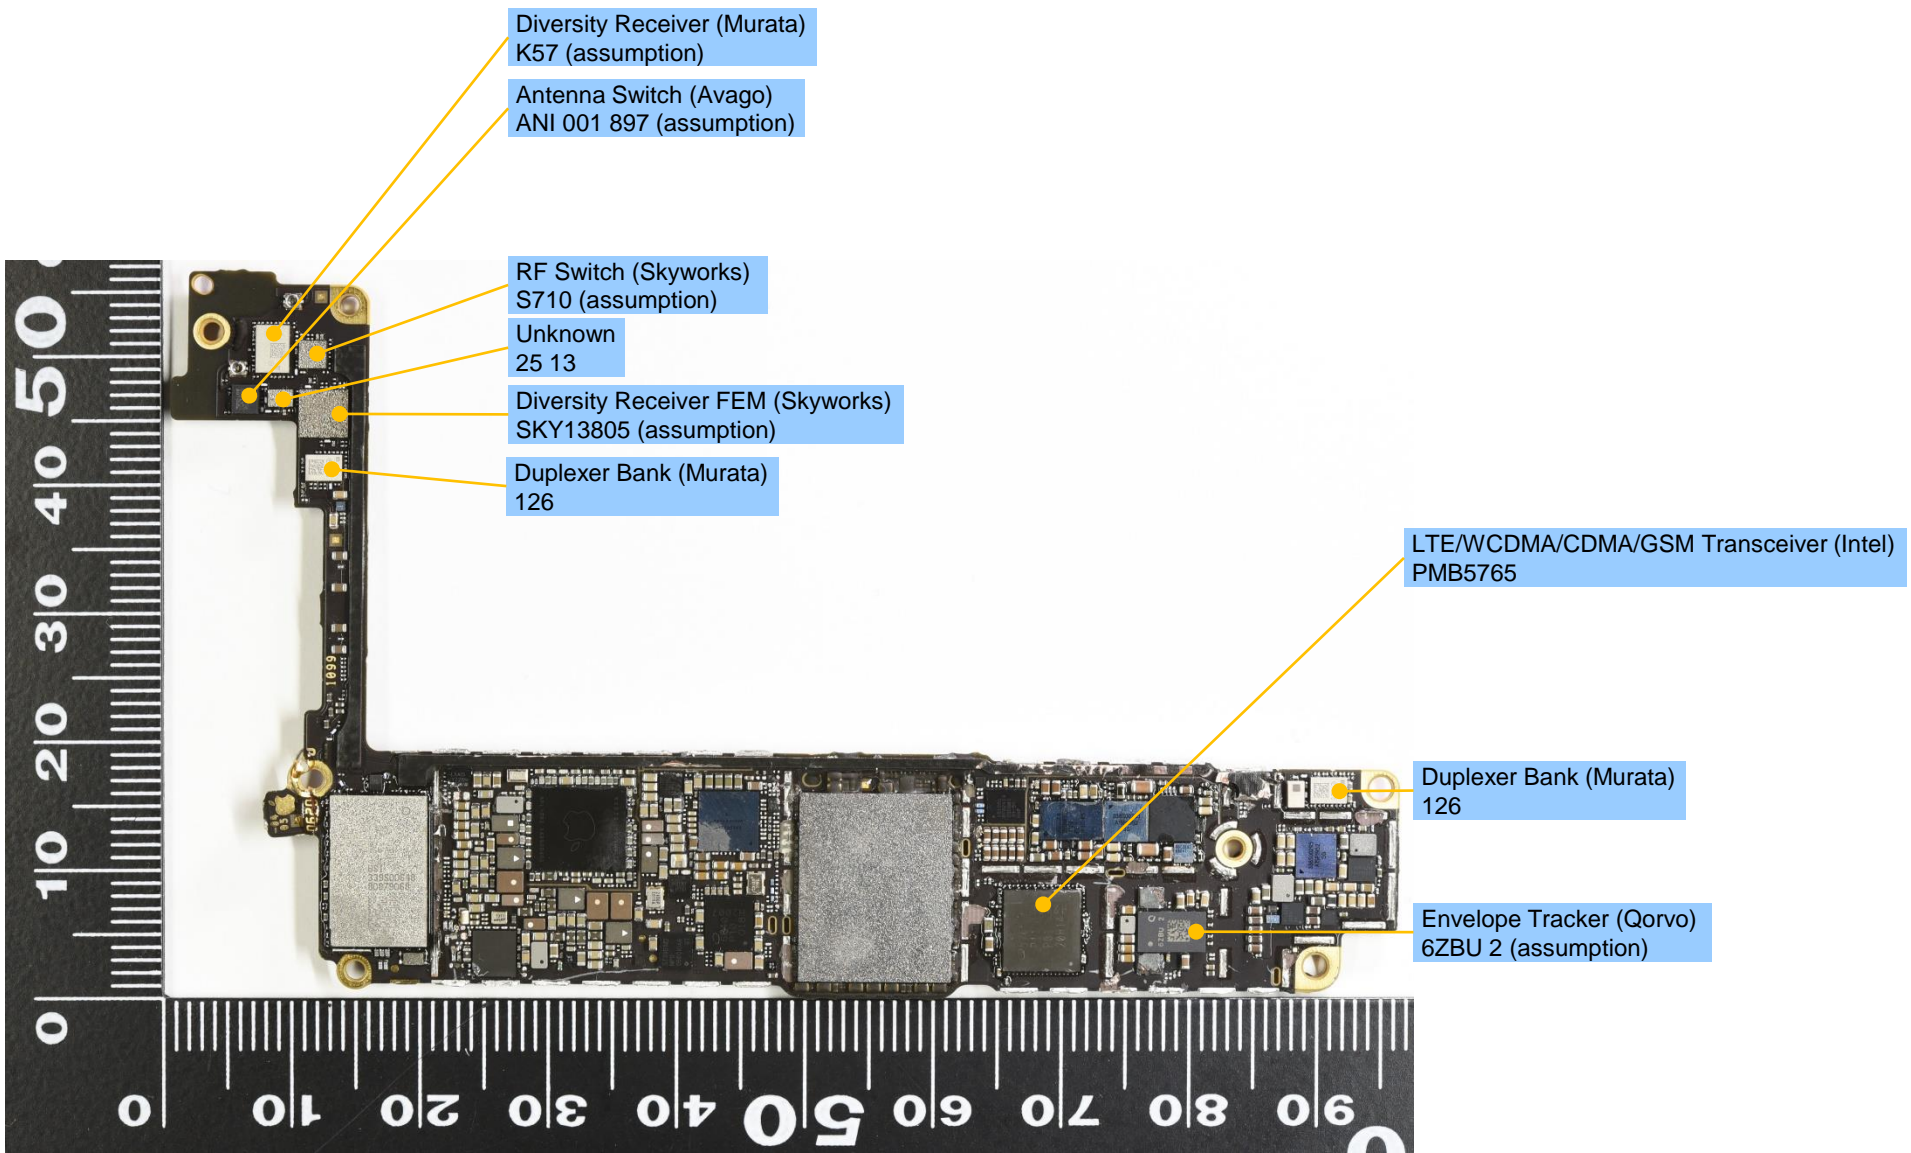 Diversity Receiver (Murata)
K57 (assumption)
Antenna Switch (Avago)
ANI 001 897 (assumption)
RF Switch (Skyworks)
S710 (assumption)
Unknown
25 13
Diversity Receiver FEM (Skyworks)
SKY13805 (assumption)
Duplexer Bank (Murata)
126
LTE/WCDMA/CDMA/GSM Transceiver (Intel)
PMB5765
Duplexer Bank (Murata)
126
Envelope Tracker (Qorvo)
6ZBU 2 (assumption)
50
40
30
20
10
0
1099
0 10 20 30 40 50 60 70 80 90